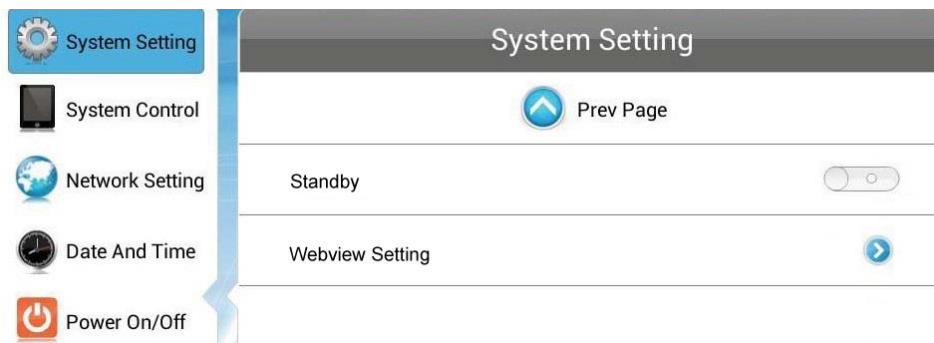 System Setting
System Control
Network Setting
Date And Time
Power On/Off
System Setting
Prev Page
Standby
Webview Setting